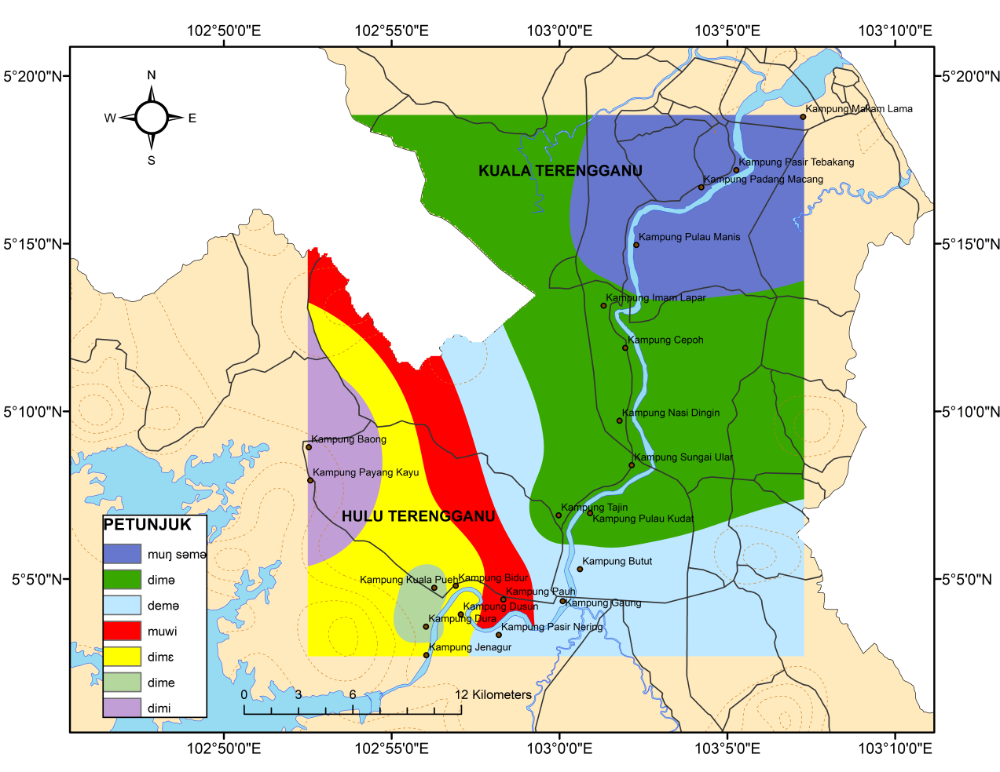 102°50'0"E
102°55'0"E
103°0'0"E
103°5'0"E
103°10'0"E
5°20'0"N
5°20'0"N
N
W
E
S
Kampung Makam Lama
Kampung Pasir Tebakang
KUALA TERENGGANU
Kampung Padang Macang
5°15'0"N
Kampung Pulau Manis
5°15'0"N
Kampung Imam Lapar
Kampung Cepoh
5°10'0"N
Kampung Nasi Dingin
5°10'0"N
Kampung Baong
Kampung Sungai Ular
Kampung Payang Kayu
Kampung Tajin
HULU TERENGGANU
Kampung Pulau Kudat
PETUNJUK
muŋ səmə
dimə
demə
muwi
dimɛ
dime
dimi
Kampung Butut
5°5'0"N
Kampung Kuala Pueh
Kampung Bidur
5°5'0"N
Kampung Pauh
Kampung Gaung
Kampung Dusun
Kampung Dura
Kampung Pasir Nering
Kampung Jenagur
0
3
6
12 Kilometers
102°50'0"E
102°55'0"E
103°0'0"E
103°5'0"E
103°10'0"E